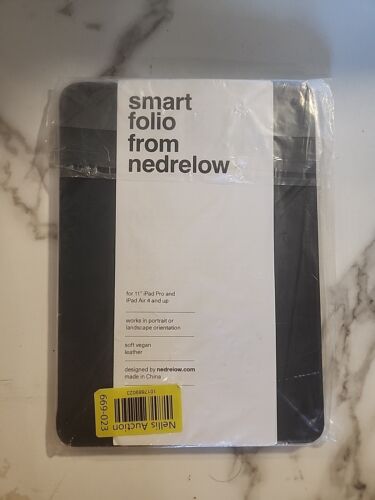 smart
folio
from
nedrelow
for 11" iPad Pro and
iPad Air 4 and up
works in portrait or
landscape orientation
soft vegan
leather
designed by nedrelow.com
made in China
1017889023
Nellis Auction
669-023